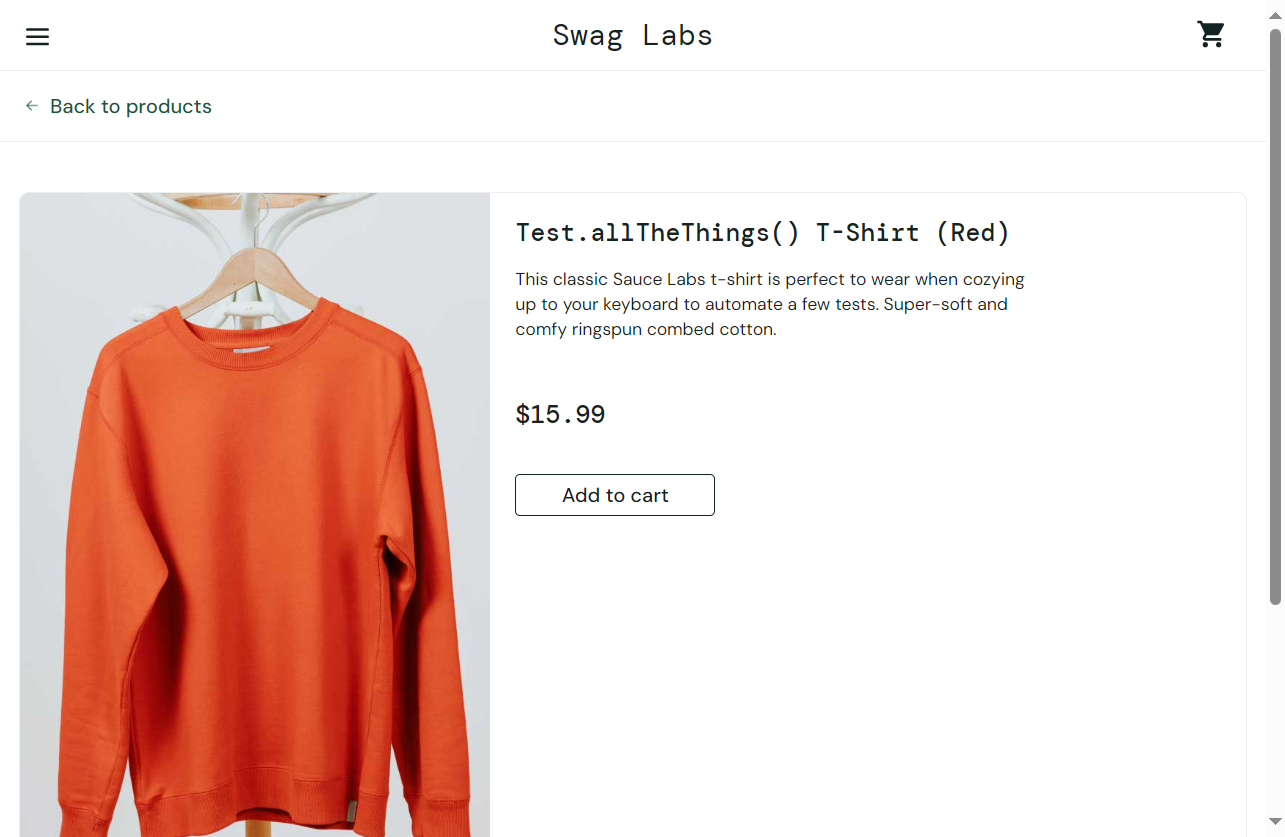 Swag Labs
Back to products
Test.allTheThings() T-Shirt (Red)
This classic Sauce Labs t-shirt is perfect to wear when cozying
up to your keyboard to automate a few tests. Super-soft and
comfy ringspun combed cotton.
$15.99
Add to cart